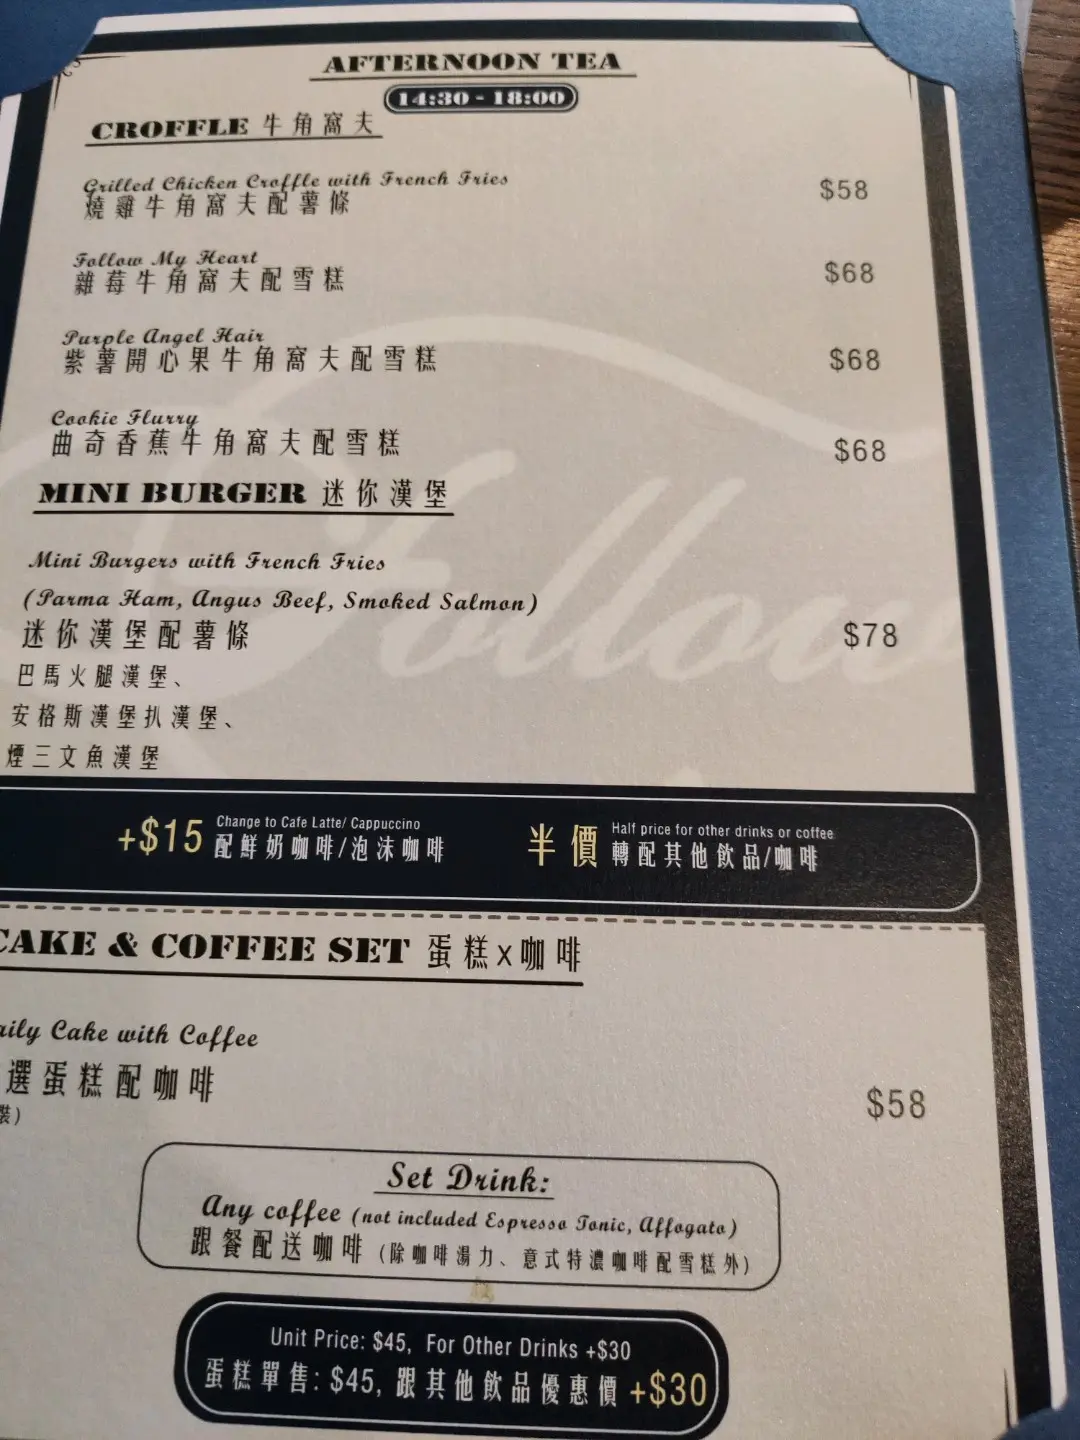 AFTERNOON TEA
14:30 - 18:00
CROFFLE 牛角窩夫
Grilled Chicken Croffle with French Fries
燒雞牛角窩夫配薯條
$58
Follow My Heart
雜莓牛角窩夫配雪糕
$68
Purple Angel Hair
紫薯開心果牛角窩夫配雪糕
$68
Cookie Flurry
曲奇香蕉牛角窩夫配雪糕
$68
MINI BURGER 迷你漢堡
Mini Burgers with French Fries
(Parma Ham, Angus Beef, Smoked Salmon)
迷你漢堡配薯條
$78
巴馬火腿漢堡、
安格斯漢堡扒漢堡、
煙三文魚漢堡
Follow
+$15 Change to Cafe Latte/ Cappuccino
配鮮奶咖啡/泡沫咖啡
半價 Half price for other drinks or coffee
轉配其他飲品/咖啡
CAKE & COFFEE SET 蛋糕x咖啡
aily Cake with Coffee
選蛋糕配咖啡
$58
裝)
Set Drink:
Any coffee (not included Espresso Tonic, Affogato)
跟餐配送咖啡 (除咖啡湯力、意式特濃咖啡配雪糕外)
Unit Price: $45, For Other Drinks +$30
蛋糕單售: $45, 跟其他飲品優惠價 +$30